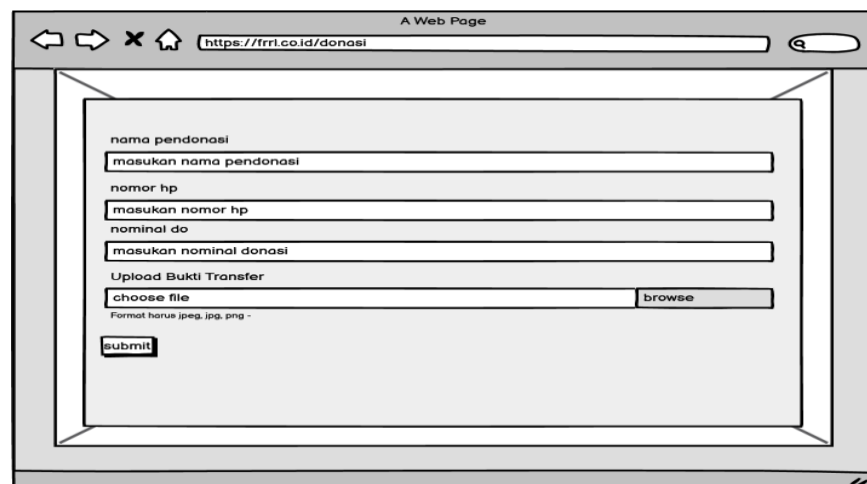 A Web Page
https://frrl.co.id/donasi
nama pendonasi
masukan nama pendonasi
nomor hp
masukan nomor hp
nominal do
masukan nominal donasi
Upload Bukti Transfer
choose file browse
Format harus jpeg, jpg, png -
submit